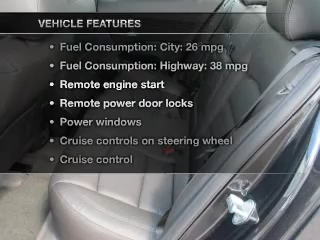 VEHICLE FEATURES
• Fuel Consumption: City: 26 mpg
• Fuel Consumption: Highway: 38 mpg
• Remote engine start
• Remote power door locks
• Power windows
• Cruise controls on steering wheel
• Cruise control